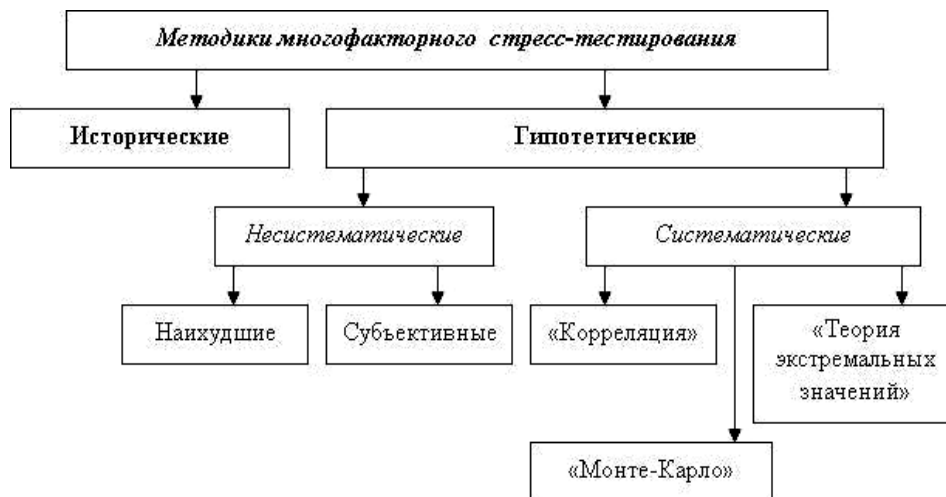 Методики многофакторного стресс-тестирования
Исторические
Гипотетические
Несистематические
Систематические
Наихудшие
Субъективные
«Корреляция»
«Теория
экстремальных
значений»
«Монте-Карло»